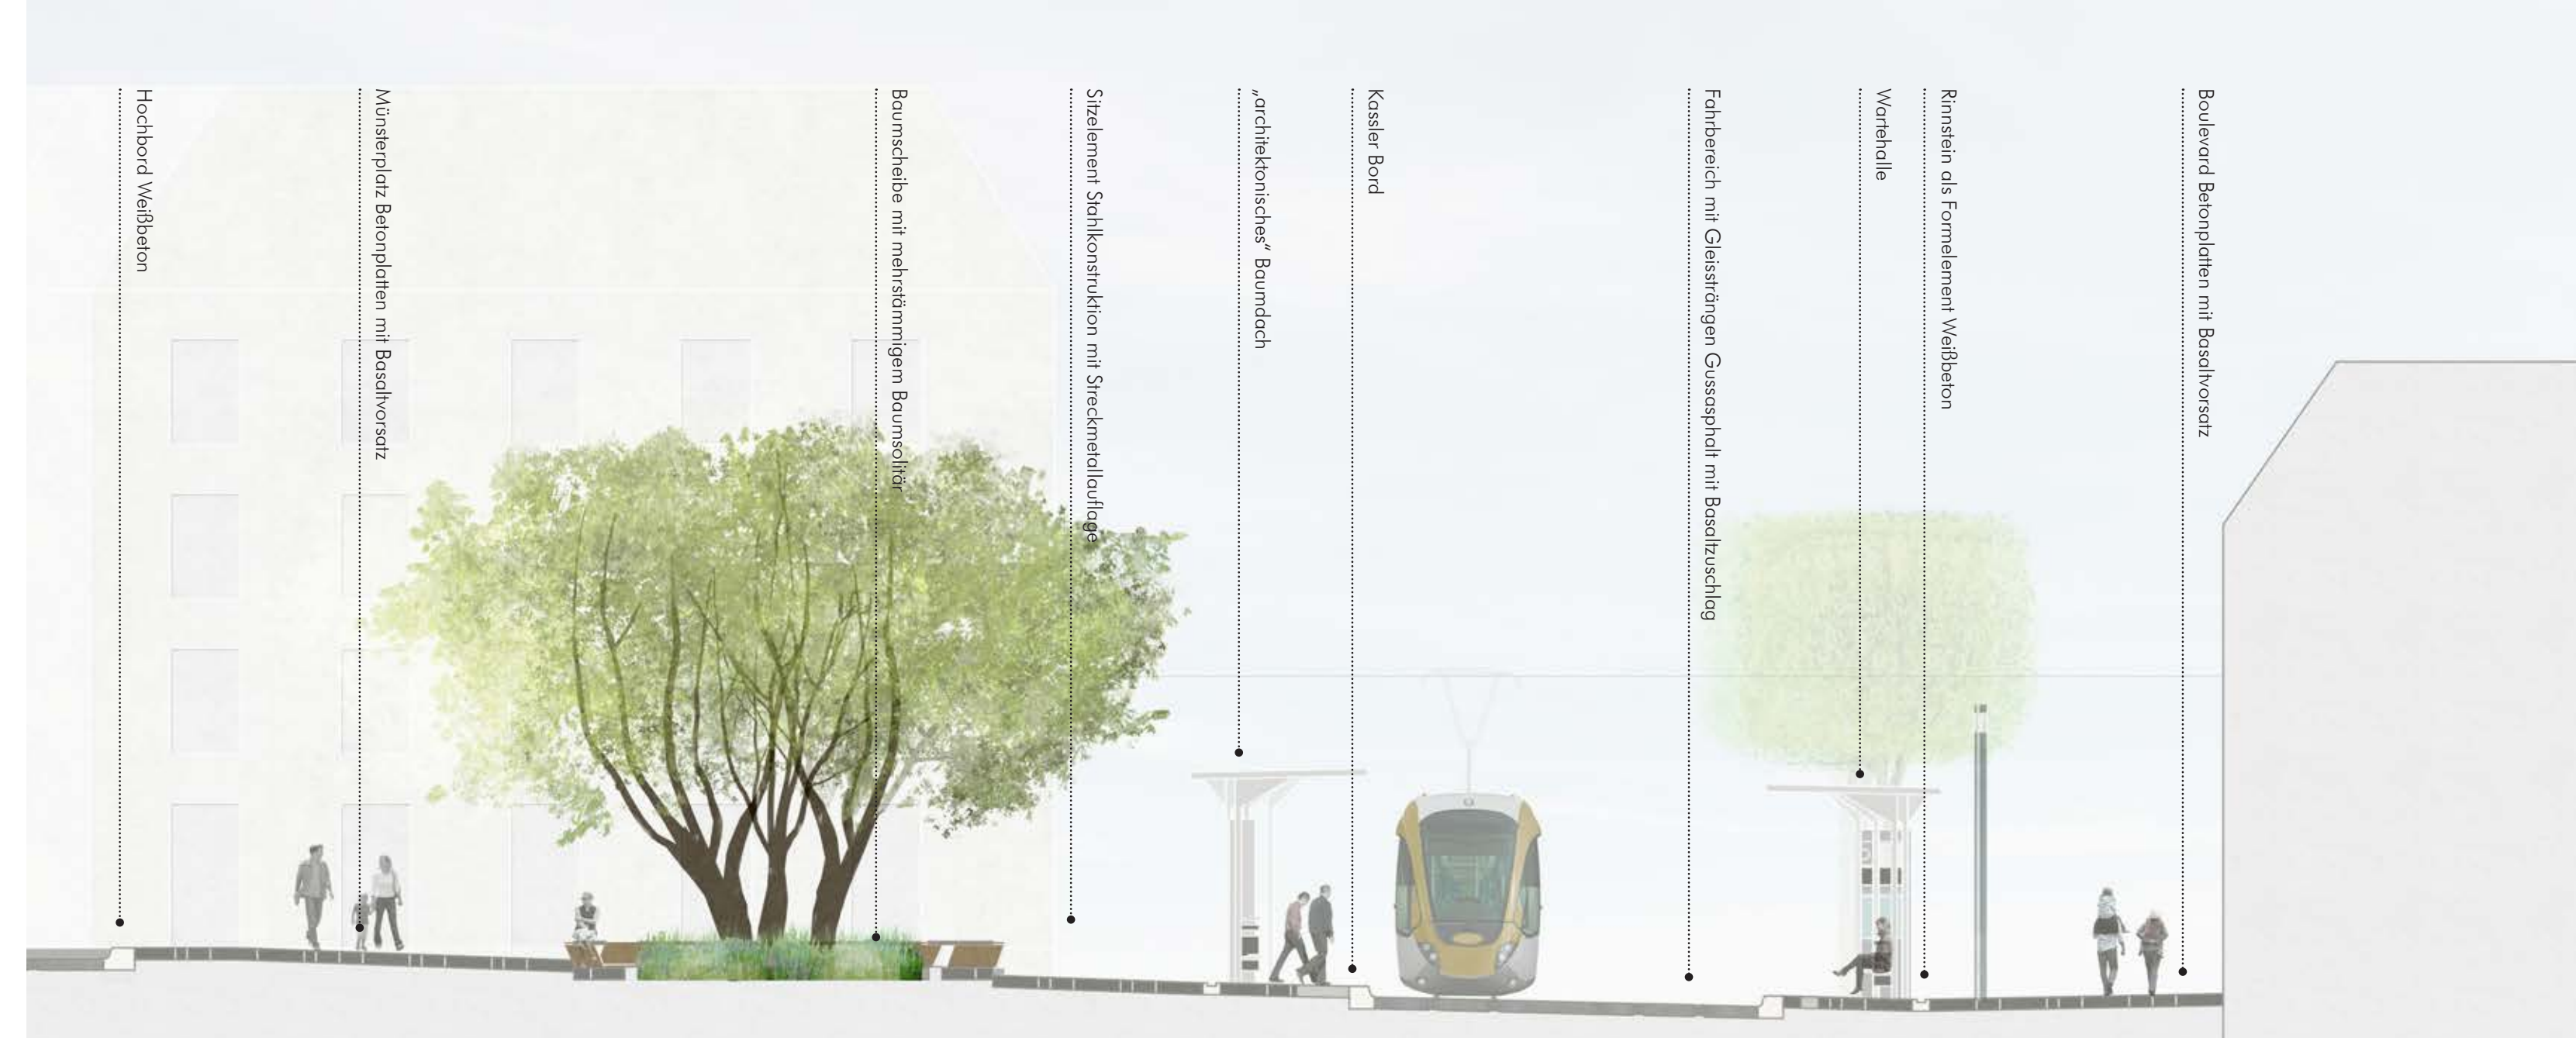 Hochbord Weißbeton
Münsterplatz Betonplatten mit Basaltvorsatz
Baumscheibe mit mehrstämmigem Baumsolitär
Sitzelement Stahlkonstruktion mit Streckmetallauflage
„architektonisches“ Baumdach
Kassler Bord
Fahrbereich mit Gleissträngen Gussasphalt mit Basaltzuschlag
Wartehalle
Rinnstein als Formelement Weißbeton
Boulevard Betonplatten mit Basaltvorsatz